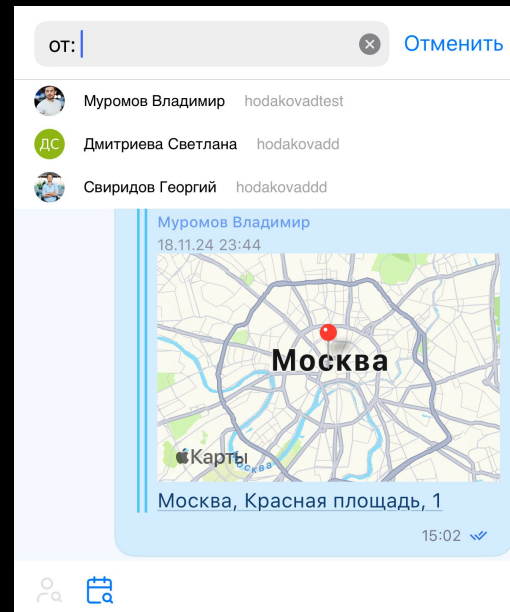 от:
Отменить
Муромов Владимир hodakovadtest
ДС Дмитриева Светлана hodakovadd
Свиридов Георгий hodakovaddd
Муромов Владимир
18.11.24 23:44
Москва
Карты
осква
Москва, Красная площадь, 1
15:02